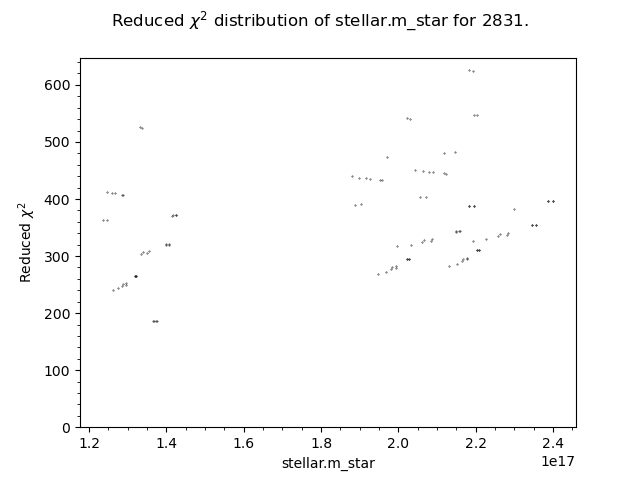 Reduced χ² distribution of stellar.m_star for 2831.
Reduced χ²
600
500
400
300
200
100
0
1.2 1.4 1.6 1.8 2.0 2.2 2.4
1e17
stellar.m_star